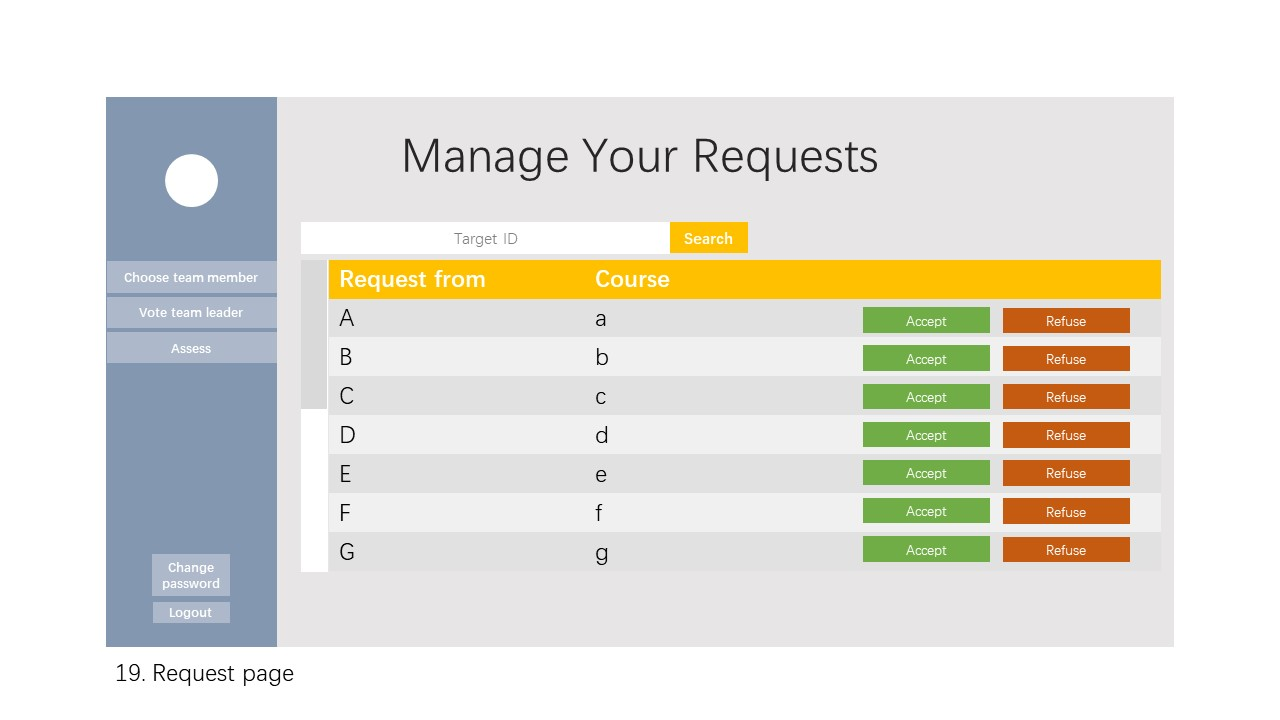 Manage Your Requests
Target ID Search
Choose team member
Vote team leader
Assess
Change
password
Logout
Request from Course
A a Accept Refuse
B b Accept Refuse
C c Accept Refuse
D d Accept Refuse
E e Accept Refuse
F f Accept Refuse
G g Accept Refuse
19. Request page